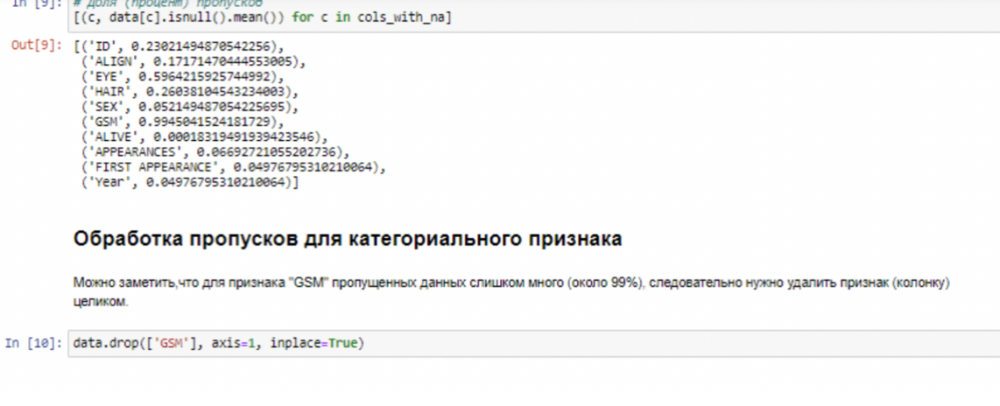 In [9]: # доля (процент) пропусков
[(c, data[c].isnull().mean()) for c in cols_with_na]
Out[9]: [('ID', 0.23021494870542256),
('ALIGN', 0.17171470444553005),
('EYE', 0.5964215925744992),
('HAIR', 0.26038104543234003),
('SEX', 0.052149487054225695),
('GSM', 0.9945041524181729),
('ALIVE', 0.00018319491939423546),
('APPEARANCES', 0.06692721055202736),
('FIRST APPEARANCE', 0.04976795310210064),
('Year', 0.04976795310210064)]
Обработка пропусков для категориального признака
Можно заметить,что для признака "GSM" пропущенных данных слишком много (около 99%), следовательно нужно удалить признак (колонку)
целиком.
In [10]: data.drop(['GSM'], axis=1, inplace=True)